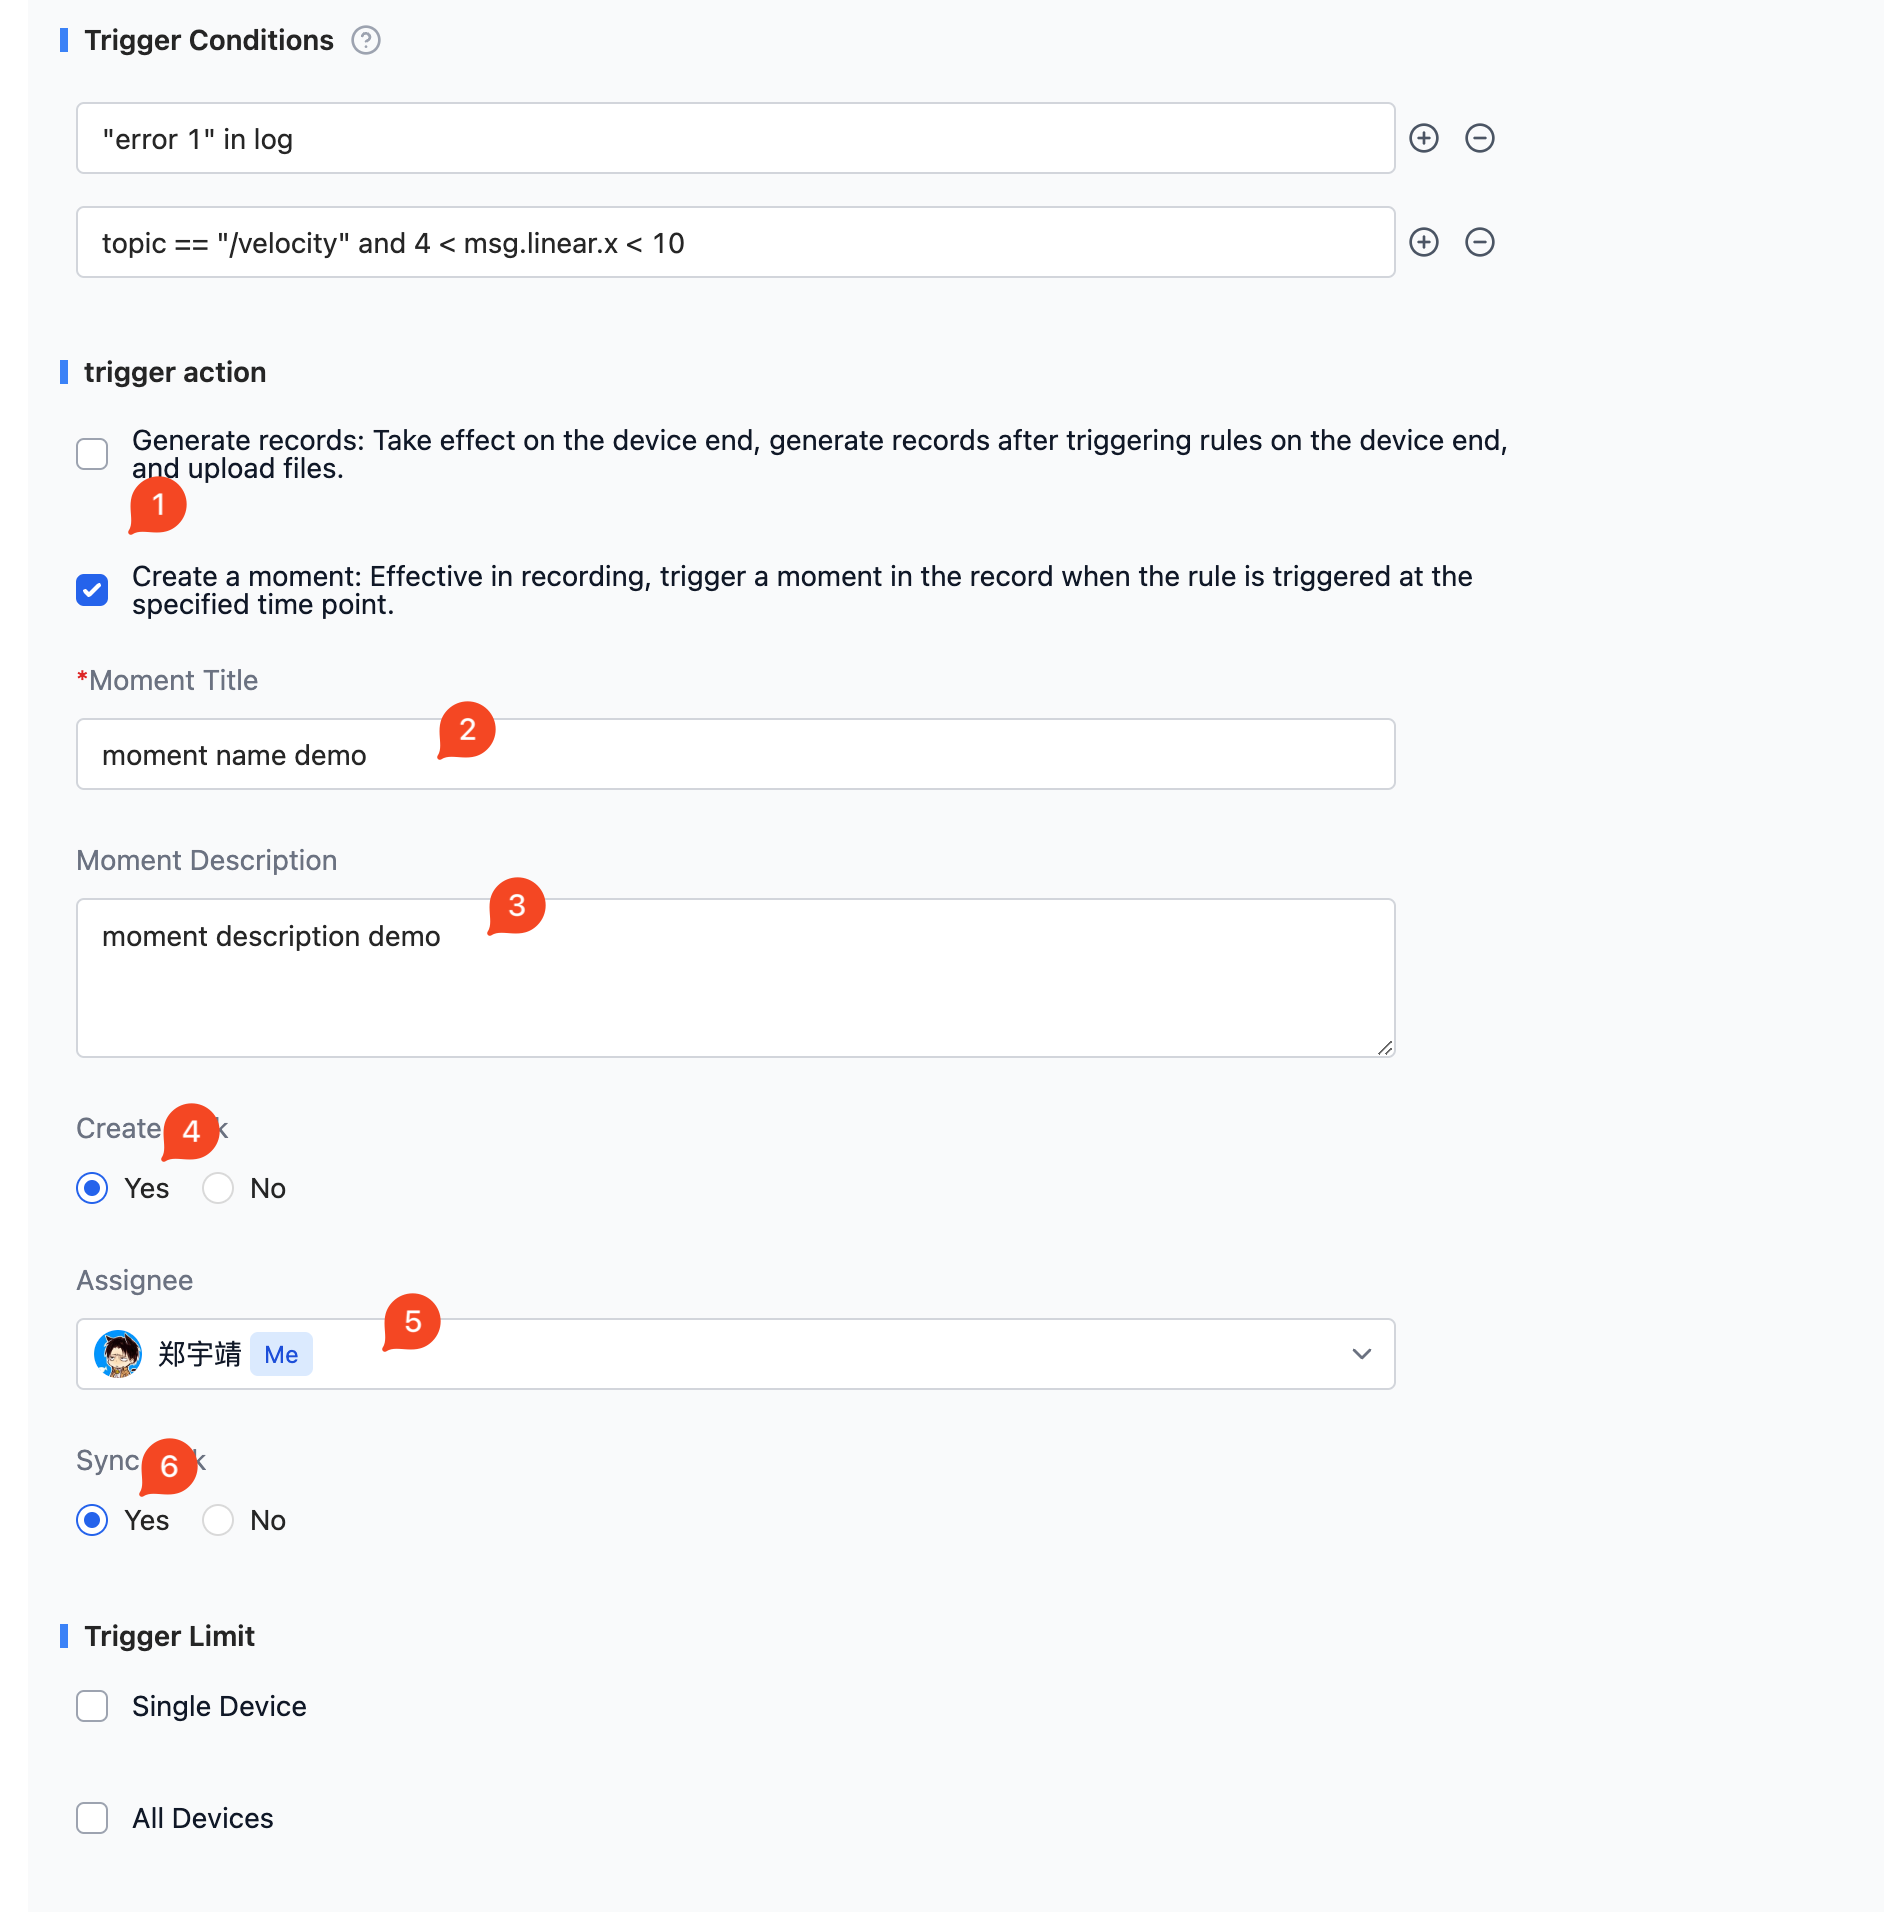 Trigger Conditions ?
"error 1" in log
topic == "/velocity" and 4 < msg.linear.x < 10
trigger action
Generate records: Take effect on the device end, generate records after triggering rules on the device end,
and upload files.
1
Create a moment: Effective in recording, trigger a moment in the record when the rule is triggered at the
specified time point.
*Moment Title
2
moment name demo
Moment Description
3
moment description demo
Create
4
Yes No
Assignee
5
郑宇靖 Me
Sync
6
Yes No
Trigger Limit
Single Device
All Devices